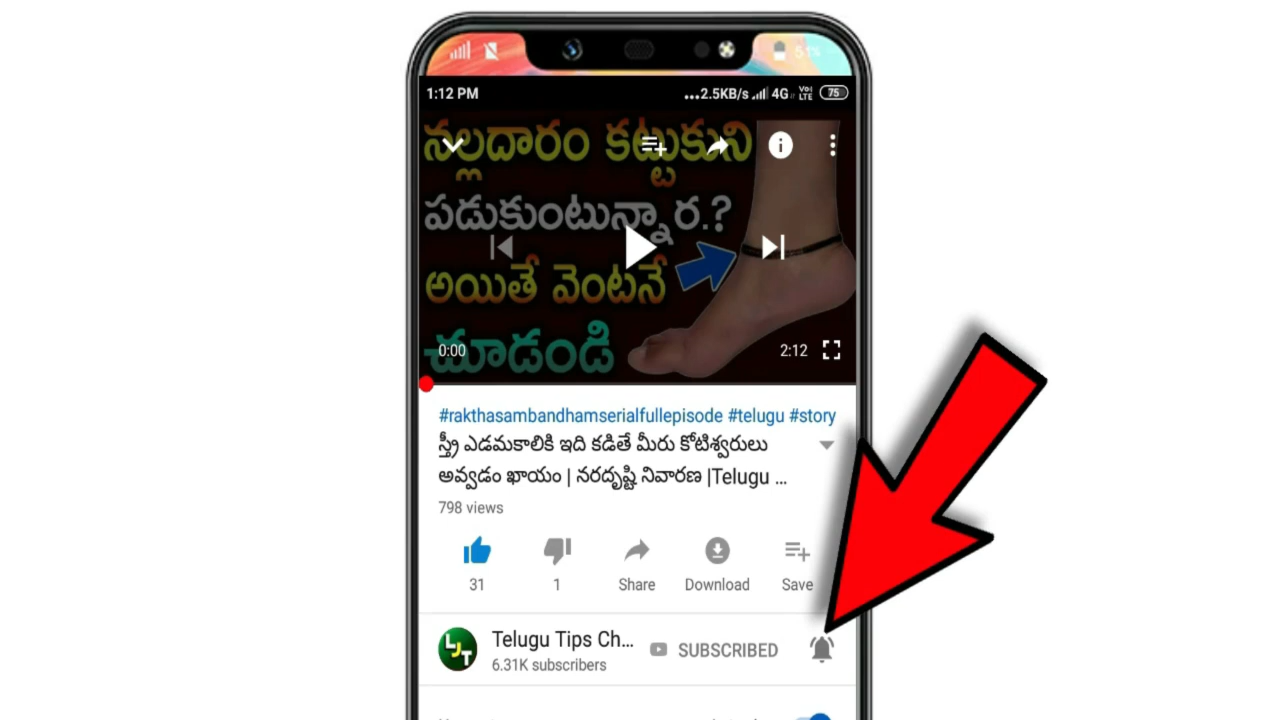 51%
1:12 PM ...2.5KB/s 4G VoLTE 75
నల్లదారం కట్టుకుని
పడుకుంటున్నార.?
అయితే వెంటనే
చూడండి
0:00 2:12
#rakthasambandhamserialfullepisode #telugu #story
స్త్రీ ఎడమకాలికి ఇది కడితే మీరు కోటిశ్వరులు
అవ్వడం ఖాయం | నరదృష్టి నివారణ |Telugu ...
798 views
31 1 Share Download Save
LJT Telugu Tips Ch... SUBSCRIBED
6.31K subscribers